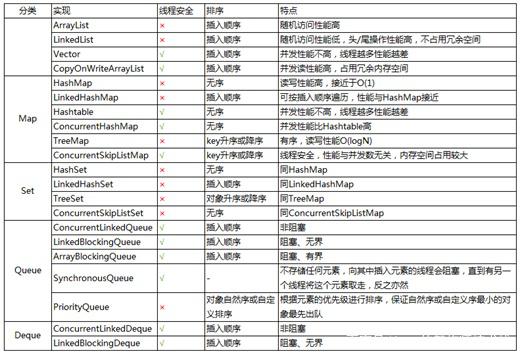 分类 实现 线程安全 排序 特点
ArrayList × 插入顺序 随机访问性能高
LinkedList × 插入顺序 随机访问性能低，头/尾操作性能高，不占用冗余空间
Vector √ 插入顺序 并发性能不高，线程越多性能越差
CopyOnWriteArrayList √ 插入顺序 并发读性能高，占用冗余内存空间
Map HashMap × 无序 读写性能高，接近于O(1)
LinkedHashMap × 插入顺序 可按插入顺序遍历，性能与HashMap接近
Hashtable √ 无序 并发性能不高，线程越多性能越差
ConcurrentHashMap √ 无序 并发性能比Hashtable高
TreeMap × key升序或降序 有序，读写性能O(logN)
ConcurrentSkipListMap √ key升序或降序 线程安全，性能与并发数无关，内存空间占用较大
Set HashSet × 无序 同HashMap
LinkedHashSet × 插入顺序 同LinkedHashMap
TreeSet × 对象升序或降序 同TreeMap
ConcurrentSkipListSet × 无序 同ConcurrentSkipListMap
Queue ConcurrentLinkedQueue √ 插入顺序 非阻塞
LinkedBlockingQueue √ 插入顺序 阻塞、无界
ArrayBlockingQueue √ 插入顺序 阻塞、有界
SynchronousQueue √ - 不存储任何元素，向其中插入元素的线程会阻塞，直到有另一
个线程将这个元素取走，反之亦然
PriorityQueue × 对象自然序或自定 根据元素的优先级进行排序，保证自然序或自定义序最小的对
义排序 象最先出队
Deque ConcurrentLinkedDeque √ 插入顺序 非阻塞
LinkedBlockingDeque √ 插入顺序 阻塞、无界